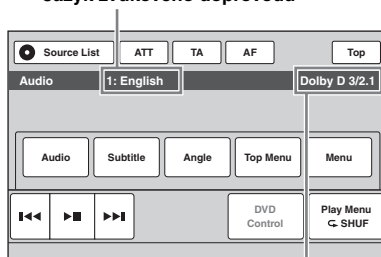 Jazyk zvukového doprovodu
Source List ATT TA AF Top
Audio 1: English Dolby D 3/2.1
Audio Subtitle Angle Top Menu Menu
DVD Control Play Menu
SHUF